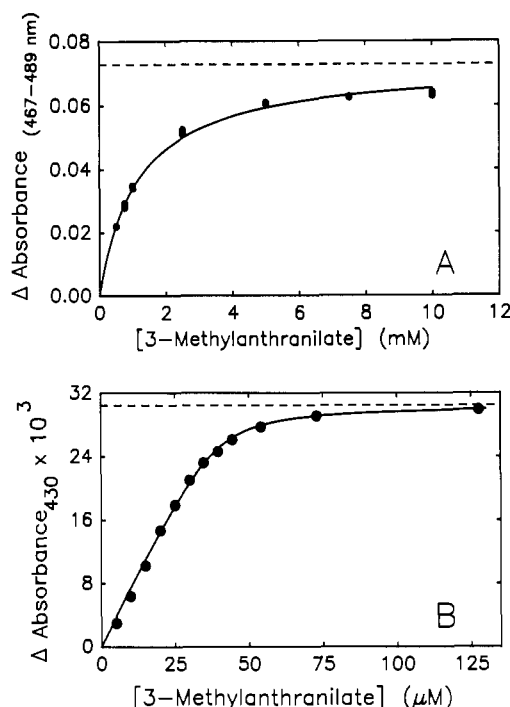 0.08
0.06
0.04
0.02
0.00
Δ Absorbance (467-489 nm)
A
0 2 4 6 8 10 12
[3-Methylanthranilate] (mM)
32
24
16
8
0
Δ Absorbance430 x 10^3
B
0 25 50 75 100 125
[3-Methylanthranilate] (μM)